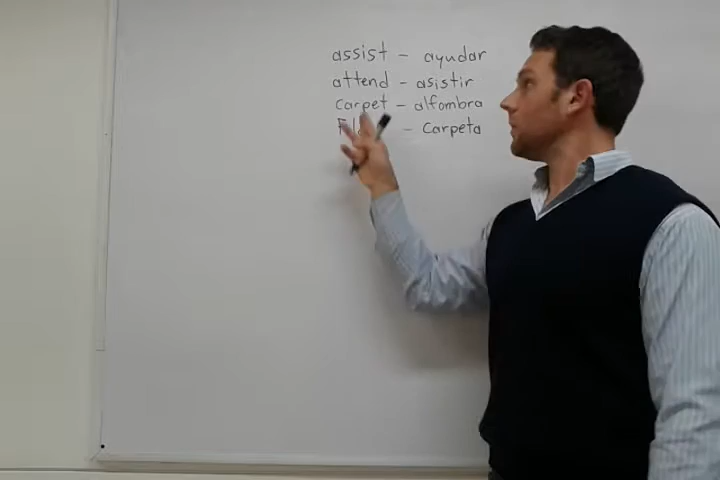 assist - ayudar
attend - asistir
carpet - alfombra
- Carpeta